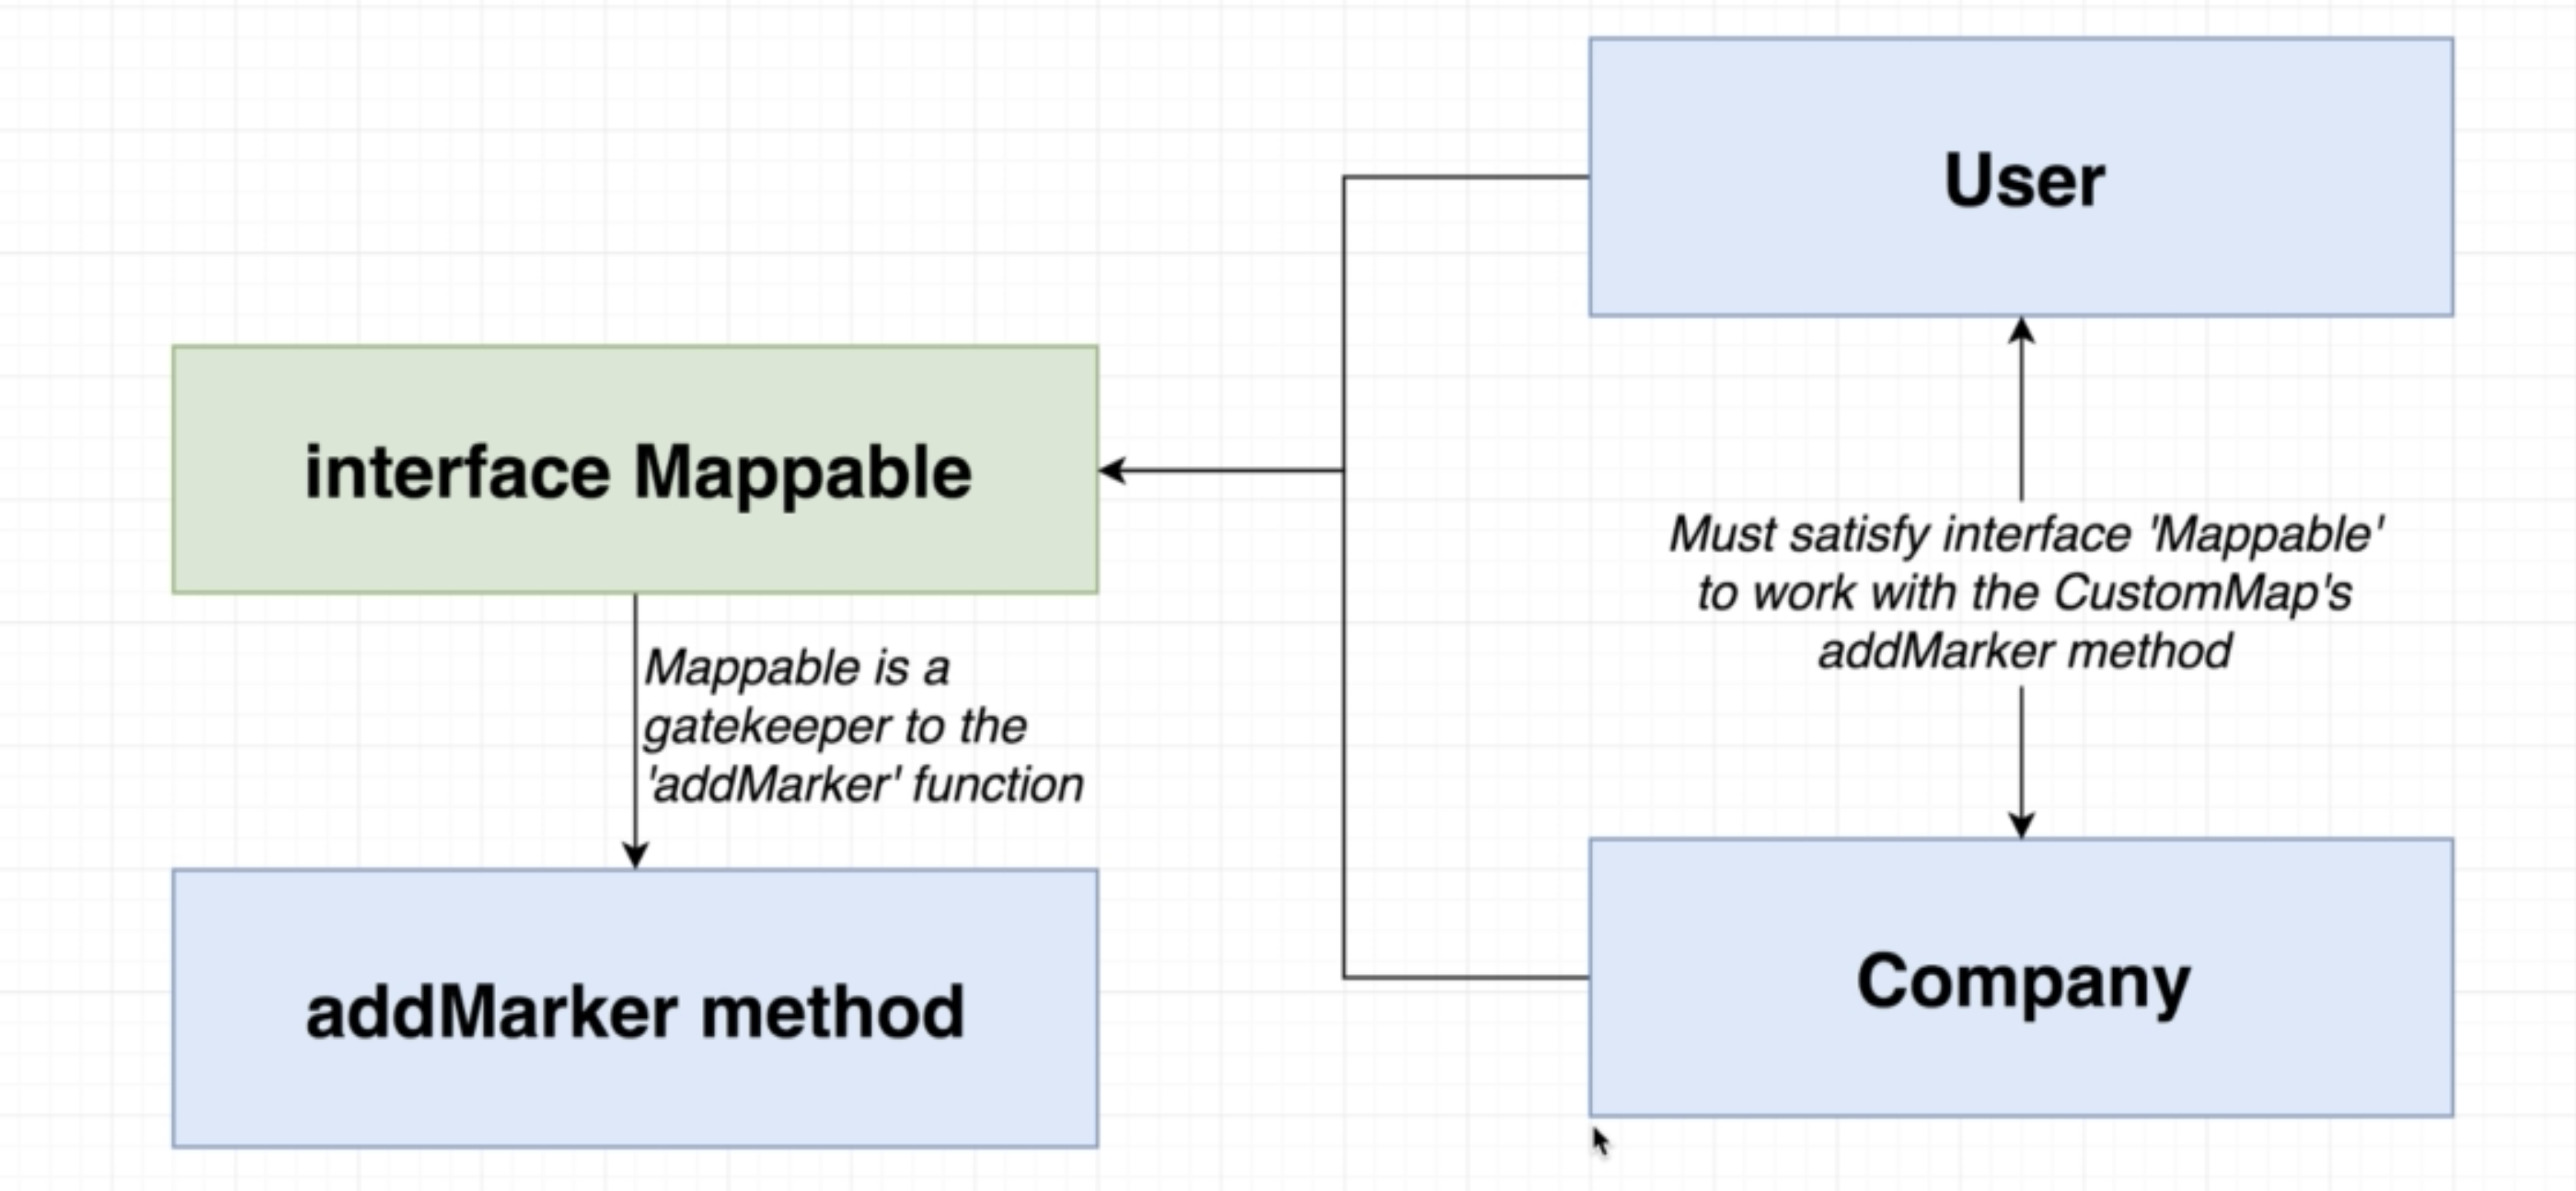 User
interface Mappable
Must satisfy interface 'Mappable'
to work with the CustomMap's
addMarker method
Mappable is a
gatekeeper to the
'addMarker' function
addMarker method
Company